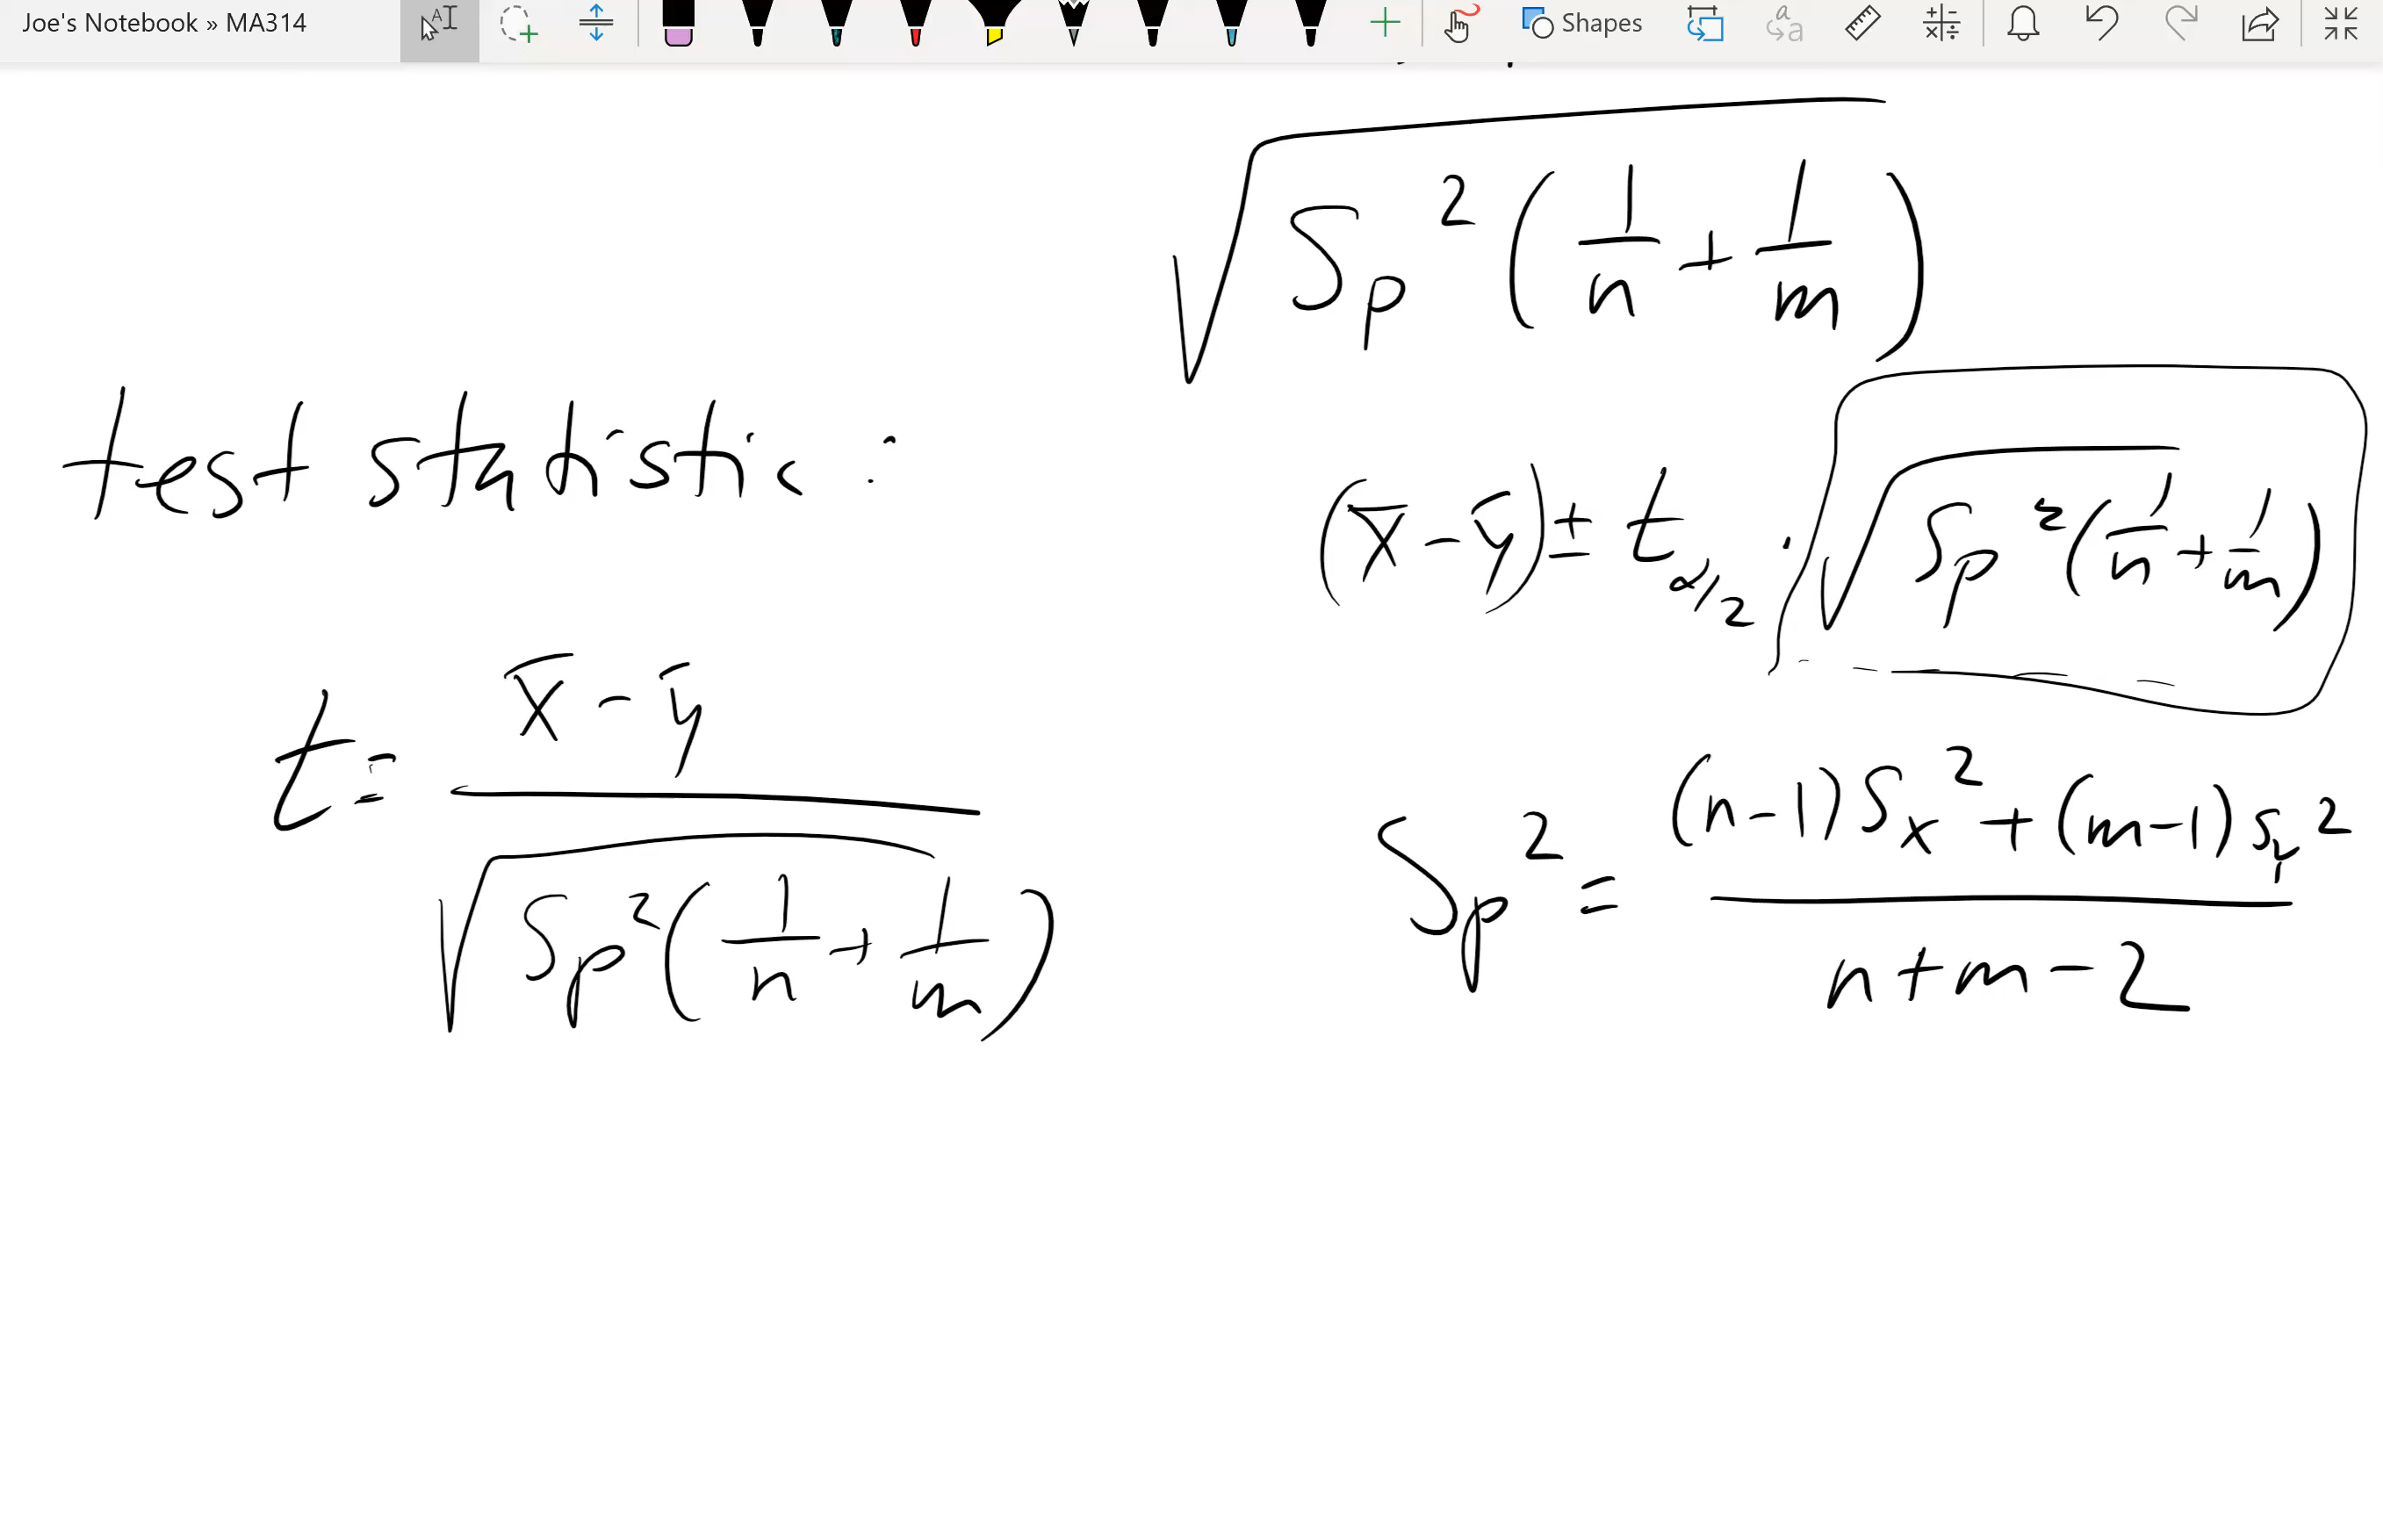 Joe's Notebook » MA314
Shapes
√(Sp²(1/n + 1/m))
test statistic:
(x̄ - ȳ) ± t_α/2 · √(Sp²(1/n + 1/m))
t = (x̄ - ȳ) / √(Sp²(1/n + 1/m))
Sp² = ((n-1)Sx² + (m-1)Sy²) / (n+m-2)